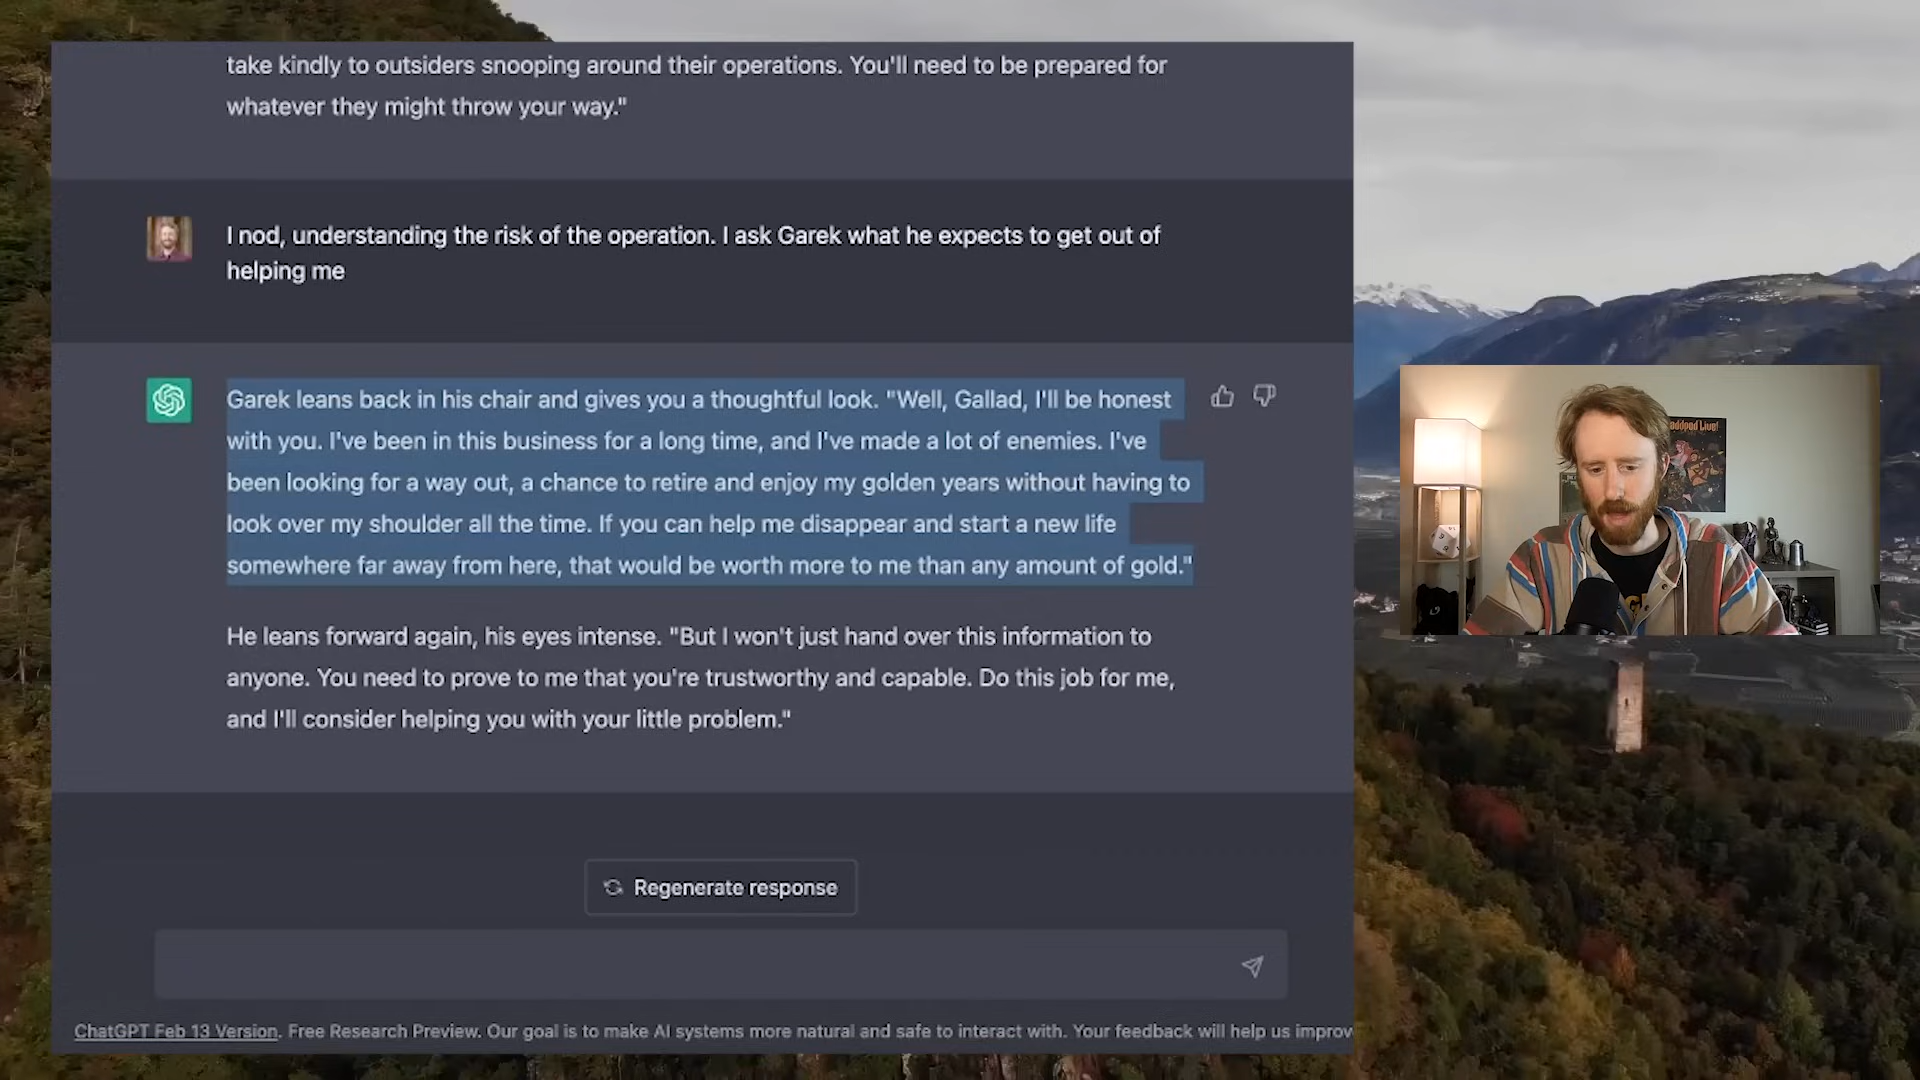 take kindly to outsiders snooping around their operations. You'll need to be prepared for
whatever they might throw your way."
I nod, understanding the risk of the operation. I ask Garek what he expects to get out of
helping me
Garek leans back in his chair and gives you a thoughtful look. "Well, Gallad, I'll be honest
with you. I've been in this business for a long time, and I've made a lot of enemies. I've
been looking for a way out, a chance to retire and enjoy my golden years without having to
look over my shoulder all the time. If you can help me disappear and start a new life
somewhere far away from here, that would be worth more to me than any amount of gold."
He leans forward again, his eyes intense. "But I won't just hand over this information to
anyone. You need to prove to me that you're trustworthy and capable. Do this job for me,
and I'll consider helping you with your little problem."
Regenerate response
ChatGPT Feb 13 Version. Free Research Preview. Our goal is to make AI systems more natural and safe to interact with. Your feedback will help us improv
Live!